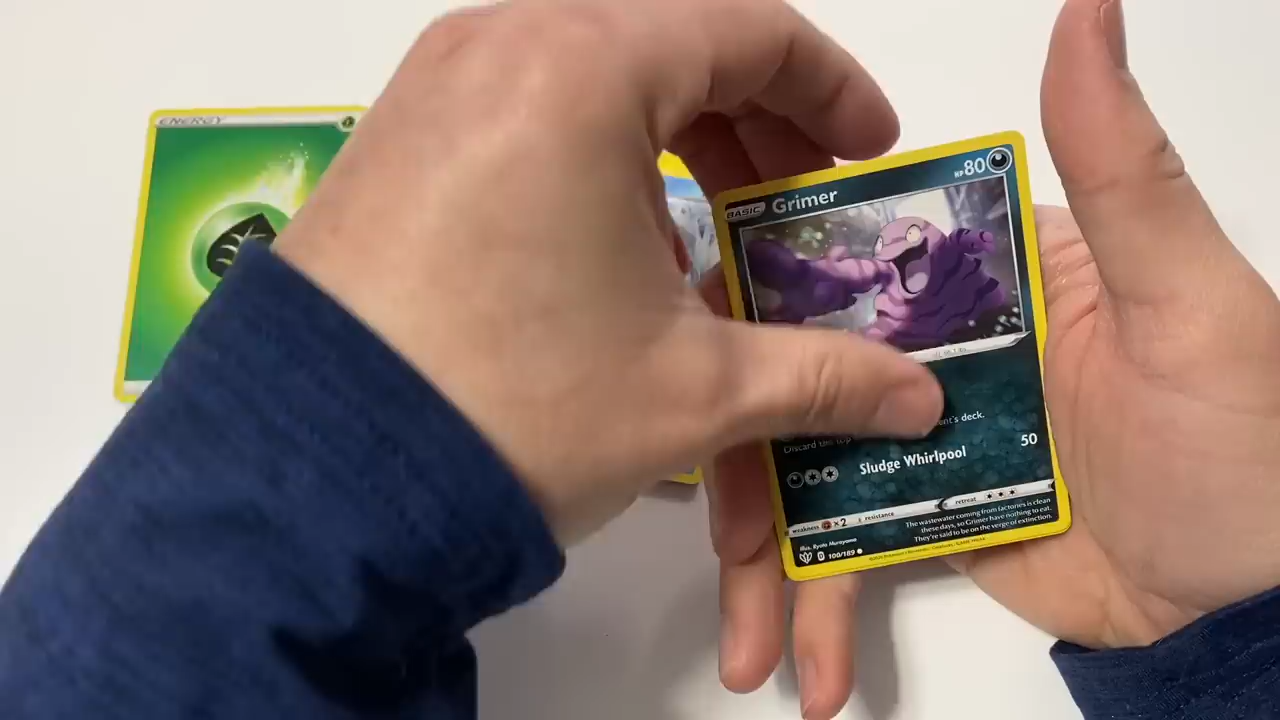 ENERGY
BASIC Grimer HP 80
ent's deck.
Discard the top
Sludge Whirlpool 50
weakness ×2 resistance retreat
The wastewater coming from factories is clean
these days, so Grimer have nothing to eat.
They're said to be on the verge of extinction.
Illus. Ryota Murayama
100/189